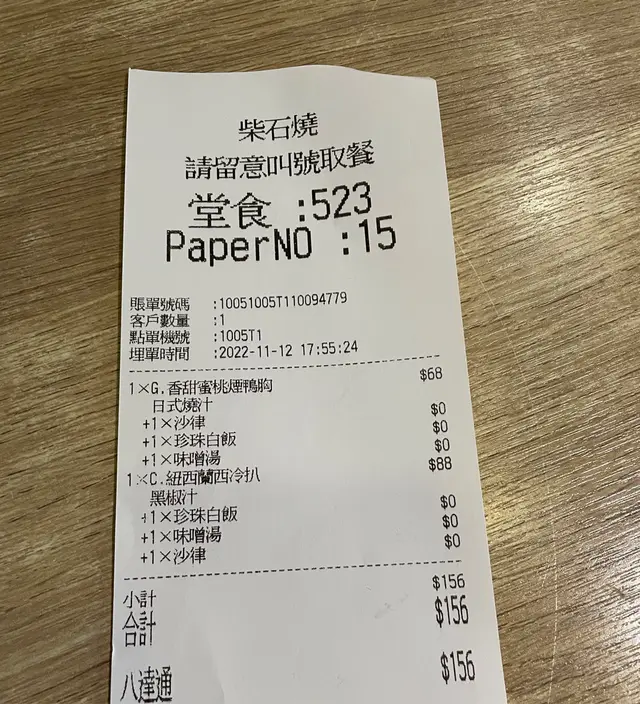 柴石燒
請留意叫號取餐
堂食 :523
PaperNO :15
賬單號碼 :10051005T110094779
客戶數量 :1
點單機號 :1005T1
埋單時間 :2022-11-12 17:55:24
1×G.香甜蜜桃煙鴨胸 $68
日式燒汁 $0
+1×沙律 $0
+1×珍珠白飯 $0
+1×味噌湯
1×C.紐西蘭西冷扒 $88
黑椒汁 $0
+1×珍珠白飯 $0
+1×味噌湯 $0
+1×沙律
小計 $156
合計 $156
八達通 $156